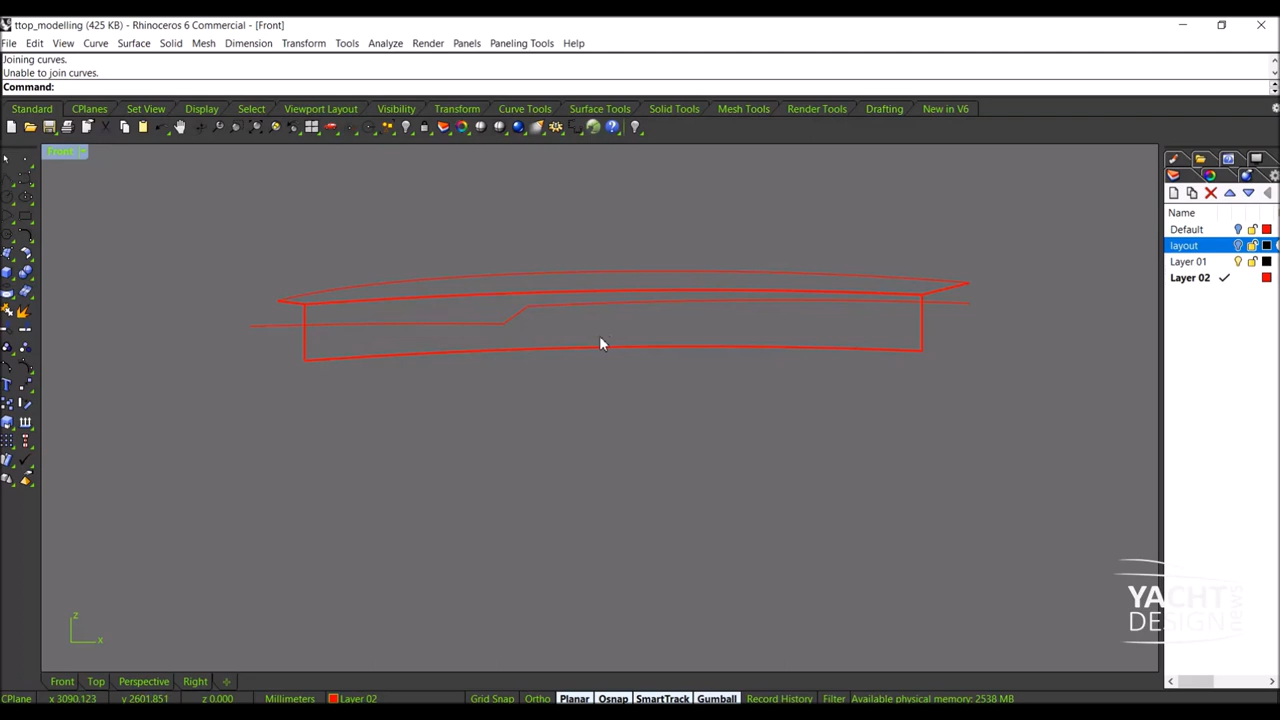 ttop_modelling (425 KB) - Rhinoceros 6 Commercial - [Front]
File Edit View Curve Surface Solid Mesh Dimension Transform Tools Analyze Render Panels Paneling Tools Help
Joining curves.
Unable to join curves.
Command:
Standard CPlanes Set View Display Select Viewport Layout Visibility Transform Curve Tools Surface Tools Solid Tools Mesh Tools Render Tools Drafting New in V6
Front
Name
Default
layout
Layer 01
Layer 02
YACHT
DESIGN news
z
x
Front Top Perspective Right
CPlane x 3090.123 y 2601.851 z 0.000 Millimeters Layer 02 Grid Snap Ortho Planar Osnap SmartTrack Gumball Record History Filter Available physical memory: 2538 MB